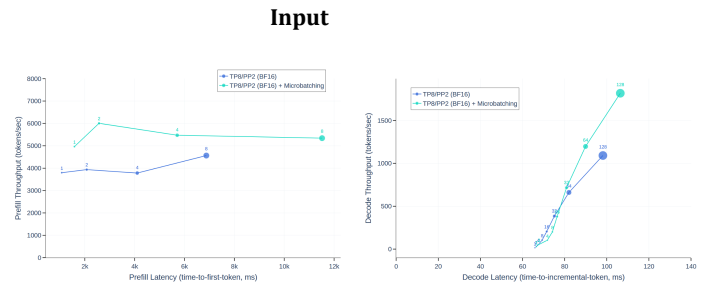 Input
TP8/PP2 (BF16)
TP8/PP2 (BF16) + Microbatching
8000
7000
6000
5000
4000
3000
2000
1000
0
2k
4k
6k
8k
10k
12k
Prefill Throughput (tokens/sec)
Prefill Latency (time-to-first-token, ms)
1
2
4
8
1
2
4
8
TP8/PP2 (BF16)
TP8/PP2 (BF16) + Microbatching
1500
1000
500
0
0
20
40
60
80
100
120
140
Decode Throughput (tokens/sec)
Decode Latency (time-to-incremental-token, ms)
128
64
128